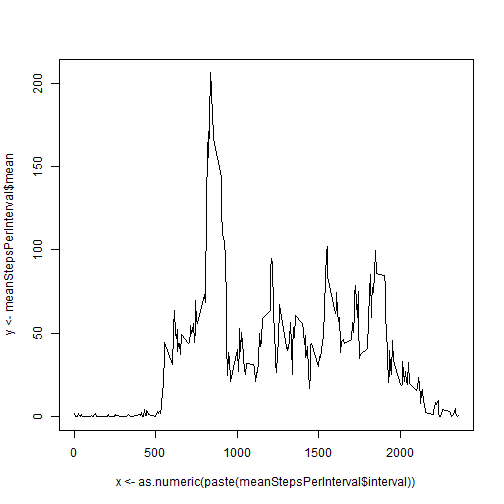 200
150
100
50
0
y <- meanStepsPerInterval$mean
0 500 1000 1500 2000
x <- as.numeric(paste(meanStepsPerInterval$interval))